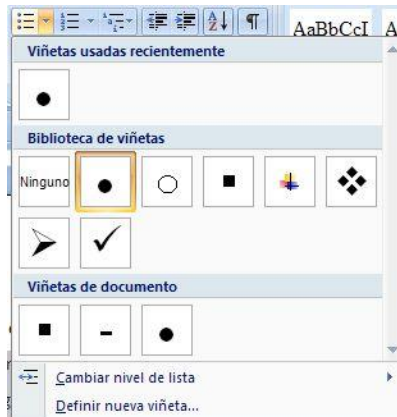 AaBbCcI A
Viñetas usadas recientemente
Biblioteca de viñetas
Ninguno
Viñetas de documento
Cambiar nivel de lista
Definir nueva viñeta...